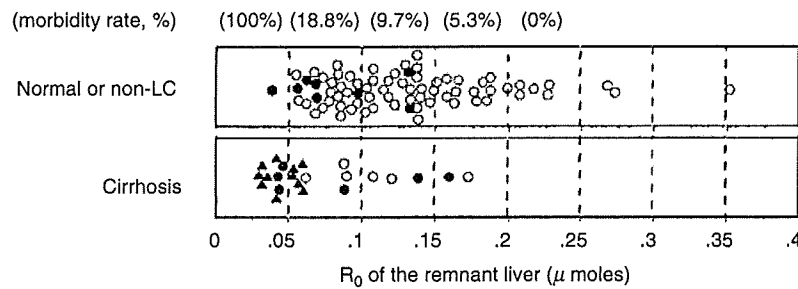 (morbidity rate, %) (100%) (18.8%) (9.7%) (5.3%) (0%)
Normal or non-LC
Cirrhosis
0 .05 .1 .15 .2 .25 .3 .35 .4
R₀ of the remnant liver (μ moles)